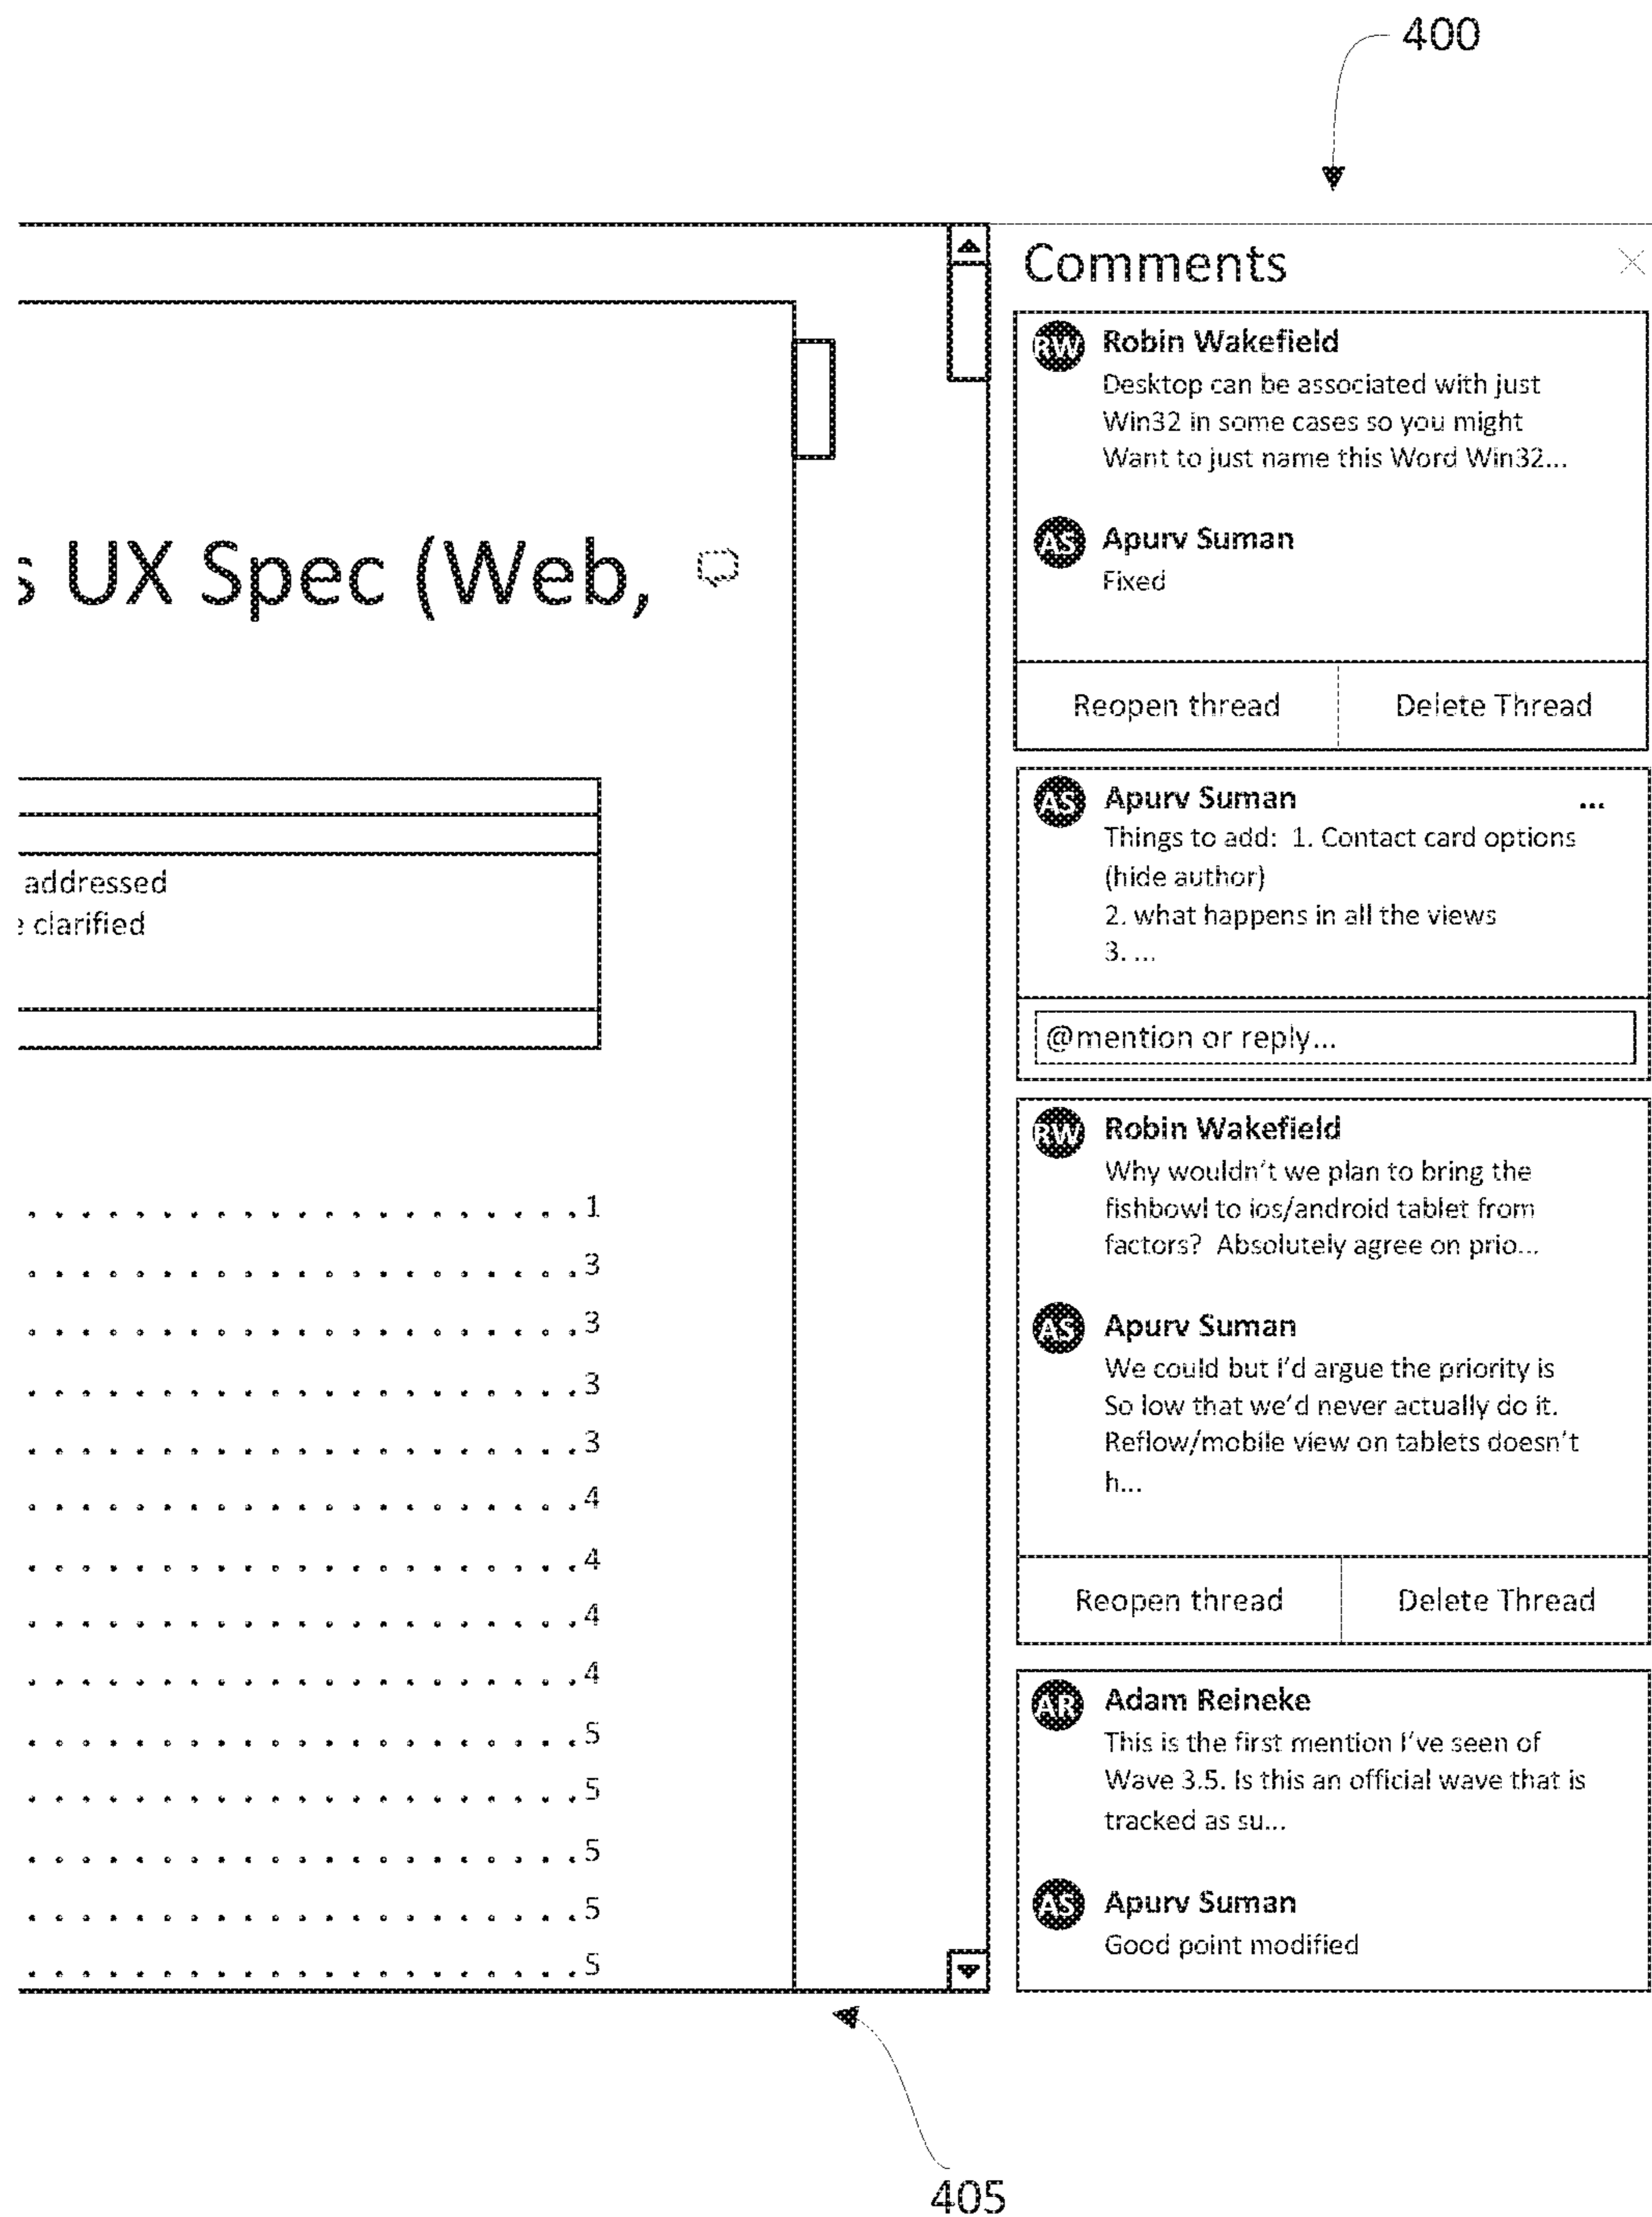 400
s UX Spec (Web,
addressed
e clarified
1
3
3
3
3
4
4
4
4
5
5
5
5
5
Comments
RW Robin Wakefield
Desktop can be associated with just
Win32 in some cases so you might
Want to just name this Word Win32...
AS Apurv Suman
Fixed
Reopen thread Delete Thread
AS Apurv Suman ...
Things to add: 1. Contact card options
(hide author)
2. what happens in all the views
3. ...
@mention or reply...
RW Robin Wakefield
Why wouldn't we plan to bring the
fishbowl to ios/android tablet from
factors? Absolutely agree on prio...
AS Apurv Suman
We could but I'd argue the priority is
So low that we'd never actually do it.
Reflow/mobile view on tablets doesn't
h...
Reopen thread Delete Thread
AR Adam Reineke
This is the first mention I've seen of
Wave 3.5. Is this an official wave that is
tracked as su...
AS Apurv Suman
Good point modified
405